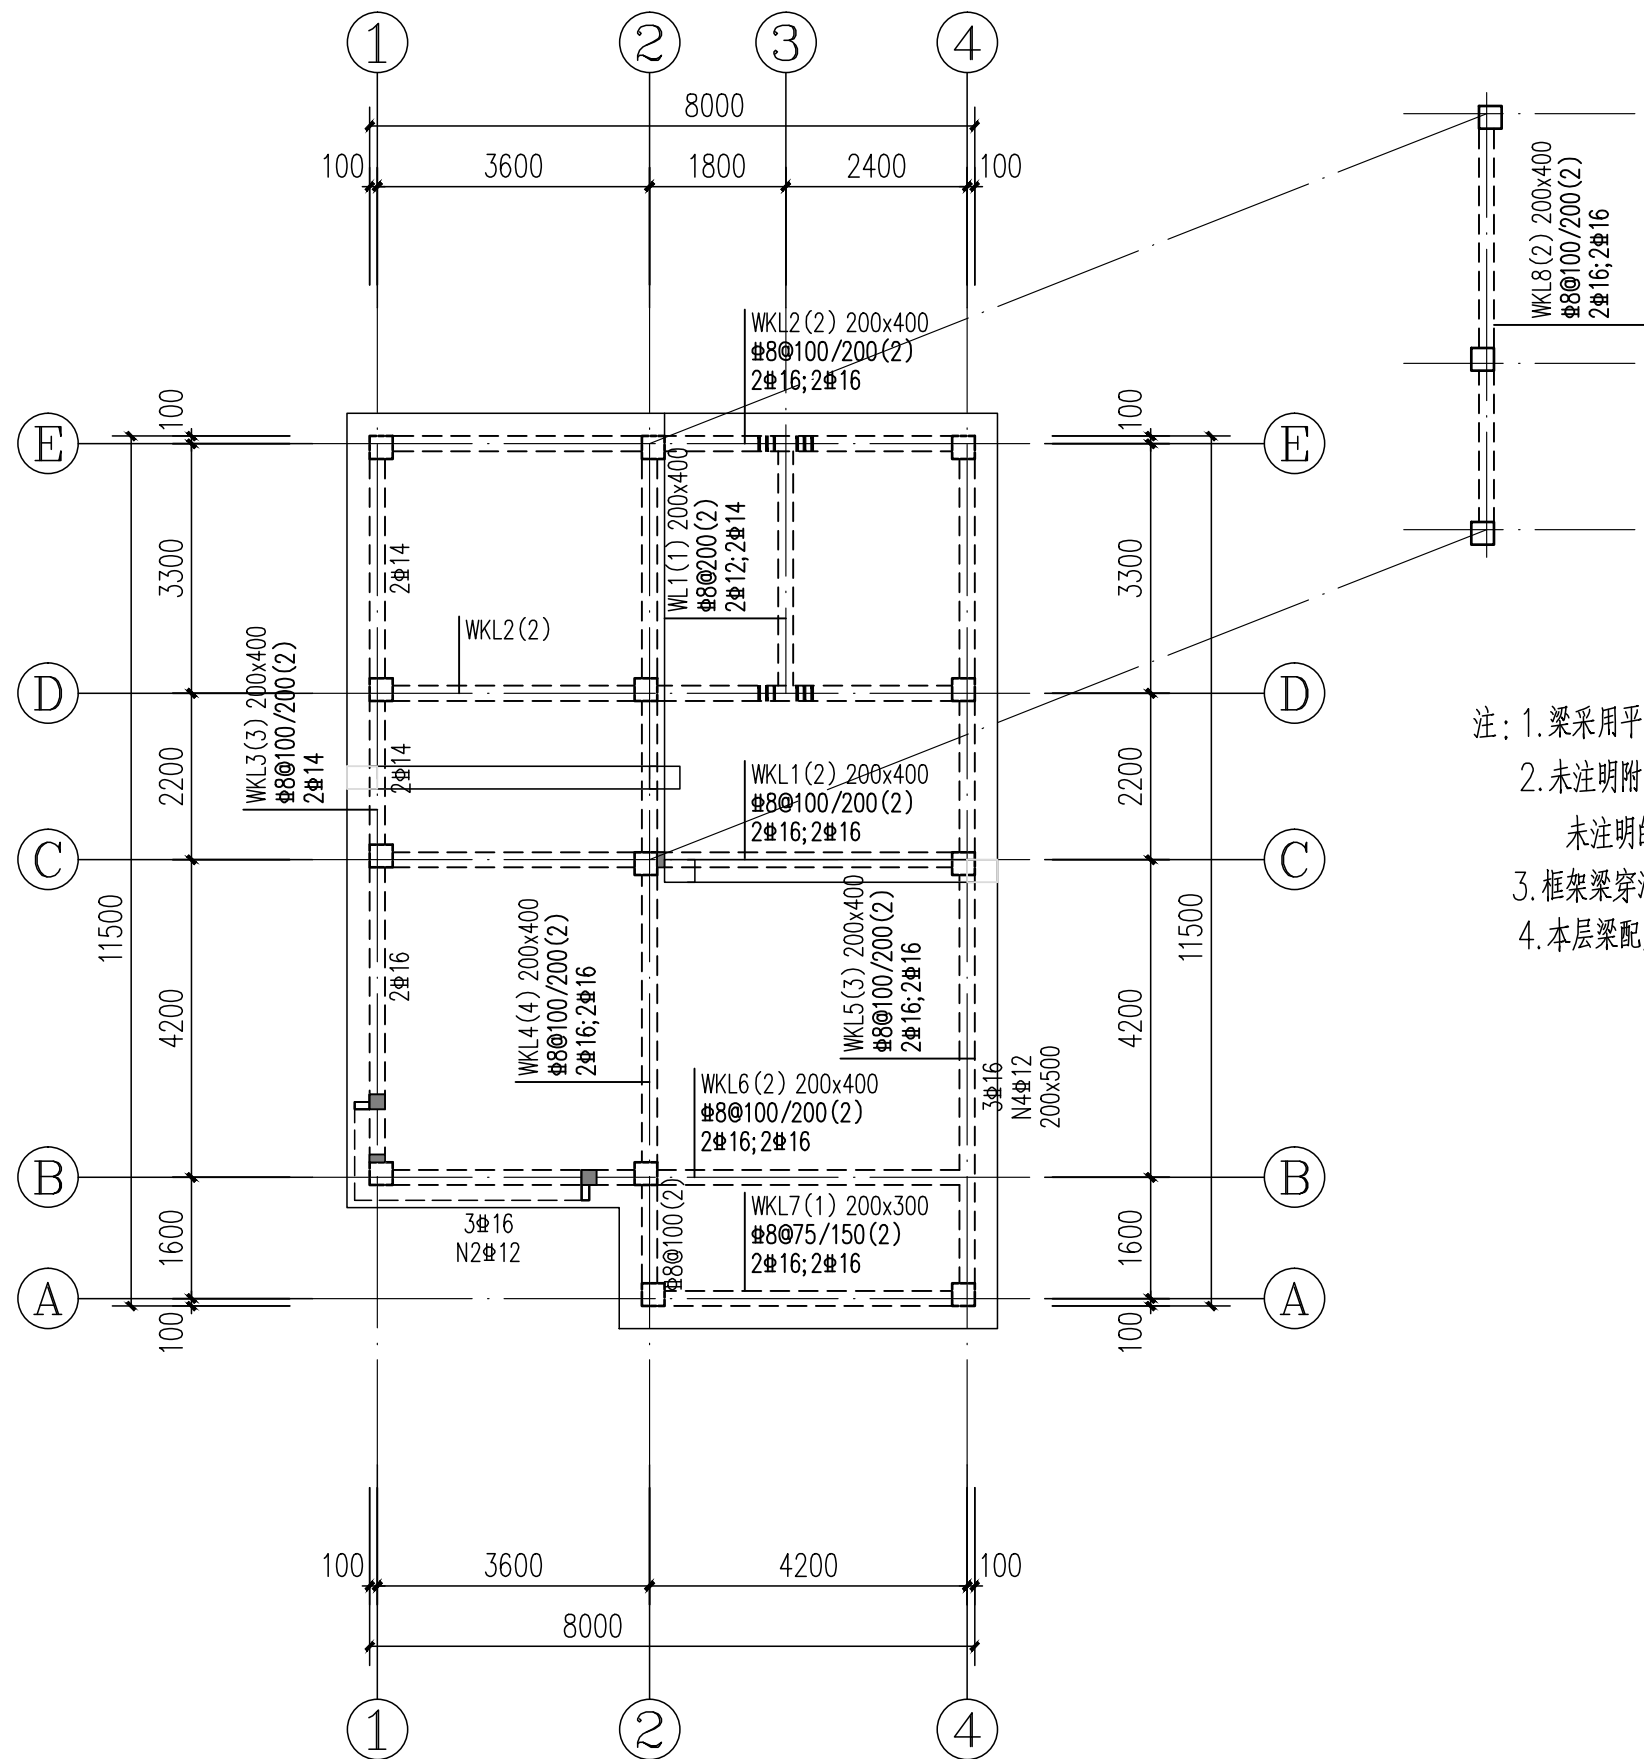 1
2
3
4
8000
100
3600
1800
2400
100
WKL8(2) 200x400
⌽8@100/200(2)
2⌽16;2⌽16
WKL2(2) 200x400
⌽8@100/200(2)
2⌽16;2⌽16
100
100
E
E
WL1(1) 200x400
⌽8@200(2)
2⌽12;2⌽14
3300
2⌽14
3300
WKL2(2)
WKL3(3) 200x400
⌽8@100/200(2)
2⌽14
D
D
注:1.梁采用平
2.未注明附
未注明
3.框架梁穿
4.本层梁配
2200
2⌽14
WKL1(2) 200x400
⌽8@100/200(2)
2⌽16;2⌽16
2200
C
C
11500
11500
WKL4(4) 200x400
⌽8@100/200(2)
2⌽16;2⌽16
WKL5(3) 200x400
⌽8@100/200(2)
2⌽16;2⌽16
4200
2⌽16
4200
3⌽16
N4⌽12
200x500
WKL6(2) 200x400
⌽8@100/200(2)
2⌽16;2⌽16
B
B
3⌽16
N2⌽12
⌽8@100(2)
WKL7(1) 200x300
⌽8@75/150(2)
2⌽16;2⌽16
1600
1600
A
A
100
100
100
3600
4200
100
8000
1
2
4